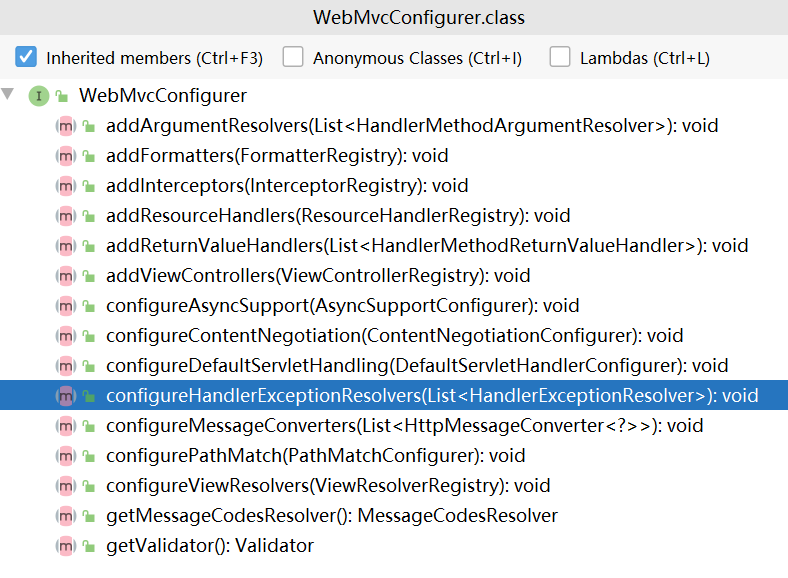 WebMvcConfigurer.class
Inherited members (Ctrl+F3) Anonymous Classes (Ctrl+I) Lambdas (Ctrl+L)
I WebMvcConfigurer
m addArgumentResolvers(List<HandlerMethodArgumentResolver>): void
m addFormatters(FormatterRegistry): void
m addInterceptors(InterceptorRegistry): void
m addResourceHandlers(ResourceHandlerRegistry): void
m addReturnValueHandlers(List<HandlerMethodReturnValueHandler>): void
m addViewControllers(ViewControllerRegistry): void
m configureAsyncSupport(AsyncSupportConfigurer): void
m configureContentNegotiation(ContentNegotiationConfigurer): void
m configureDefaultServletHandling(DefaultServletHandlerConfigurer): void
m configureHandlerExceptionResolvers(List<HandlerExceptionResolver>): void
m configureMessageConverters(List<HttpMessageConverter<?>>): void
m configurePathMatch(PathMatchConfigurer): void
m configureViewResolvers(ViewResolverRegistry): void
m getMessageCodesResolver(): MessageCodesResolver
m getValidator(): Validator